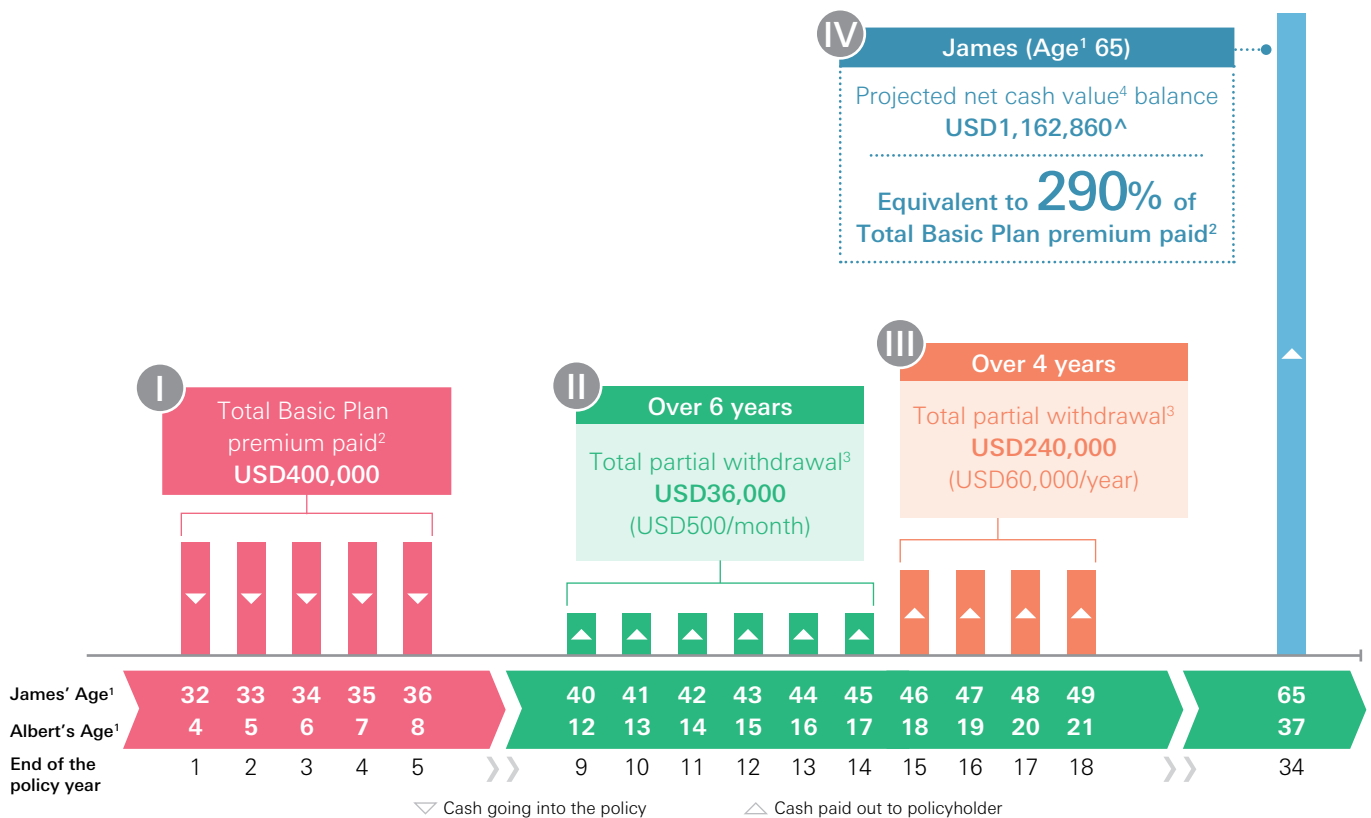 IV
James (Age¹ 65)
Projected net cash value⁴ balance
USD1,162,860^
Equivalent to 290% of
Total Basic Plan premium paid²
I
Total Basic Plan
premium paid²
USD400,000
II
Over 6 years
Total partial withdrawal³
USD36,000
(USD500/month)
III
Over 4 years
Total partial withdrawal³
USD240,000
(USD60,000/year)
James' Age¹ 32 33 34 35 36 40 41 42 43 44 45 46 47 48 49 65
Albert's Age¹ 4 5 6 7 8 12 13 14 15 16 17 18 19 20 21 37
End of the
policy year 1 2 3 4 5 9 10 11 12 13 14 15 16 17 18 34
Cash going into the policy
Cash paid out to policyholder